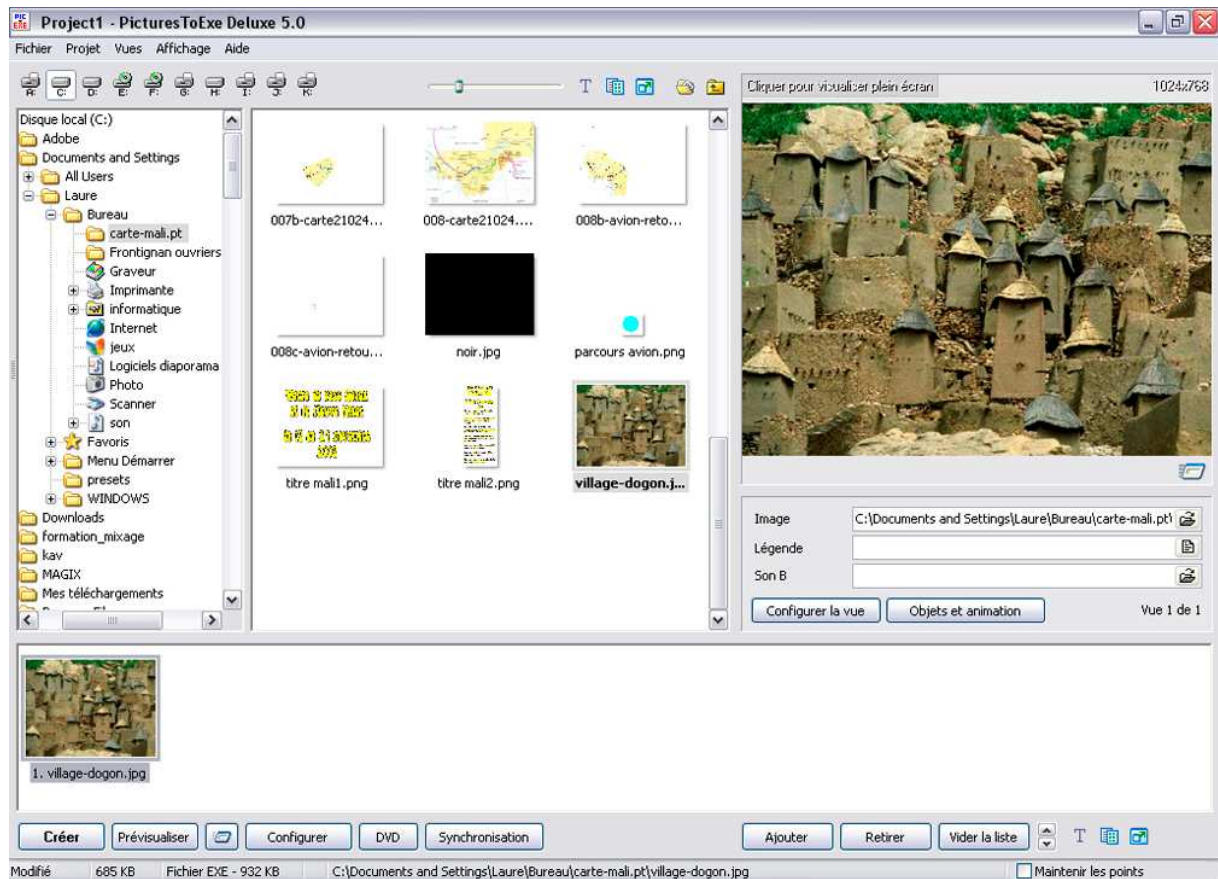 PIC EXE Project1 - PicturesToExe Deluxe 5.0
Fichier Projet Vues Affichage Aide
A: C: D: E: F: G: H: I: J: K:
T
Cliquer pour visualiser plein écran 1024x768
Disque local (C:)
Adobe
Documents and Settings
All Users
Laure
Bureau
carte-mali.pt
Frontignan ouvriers
Graveur
Imprimante
informatique
Internet
jeux
Logiciels diaporama
Photo
Scanner
son
Favoris
Menu Démarrer
presets
WINDOWS
Downloads
formation_mixage
kav
MAGIX
Mes téléchargements
007b-carte21024... 008-carte21024.... 008b-avion-reto...
008c-avion-retou... noir.jpg parcours avion.png
titre mali1.png titre mali2.png village-dogon.j...
Image C:\Documents and Settings\Laure\Bureau\carte-mali.pt\
Légende
Son B
Configurer la vue Objets et animation Vue 1 de 1
1. village-dogon.jpg
Créer Prévisualiser Configurer DVD Synchronisation Ajouter Retirer Vider la liste T
Modifié 685 KB Fichier EXE - 932 KB C:\Documents and Settings\Laure\Bureau\carte-mali.pt\village-dogon.jpg Maintenir les points